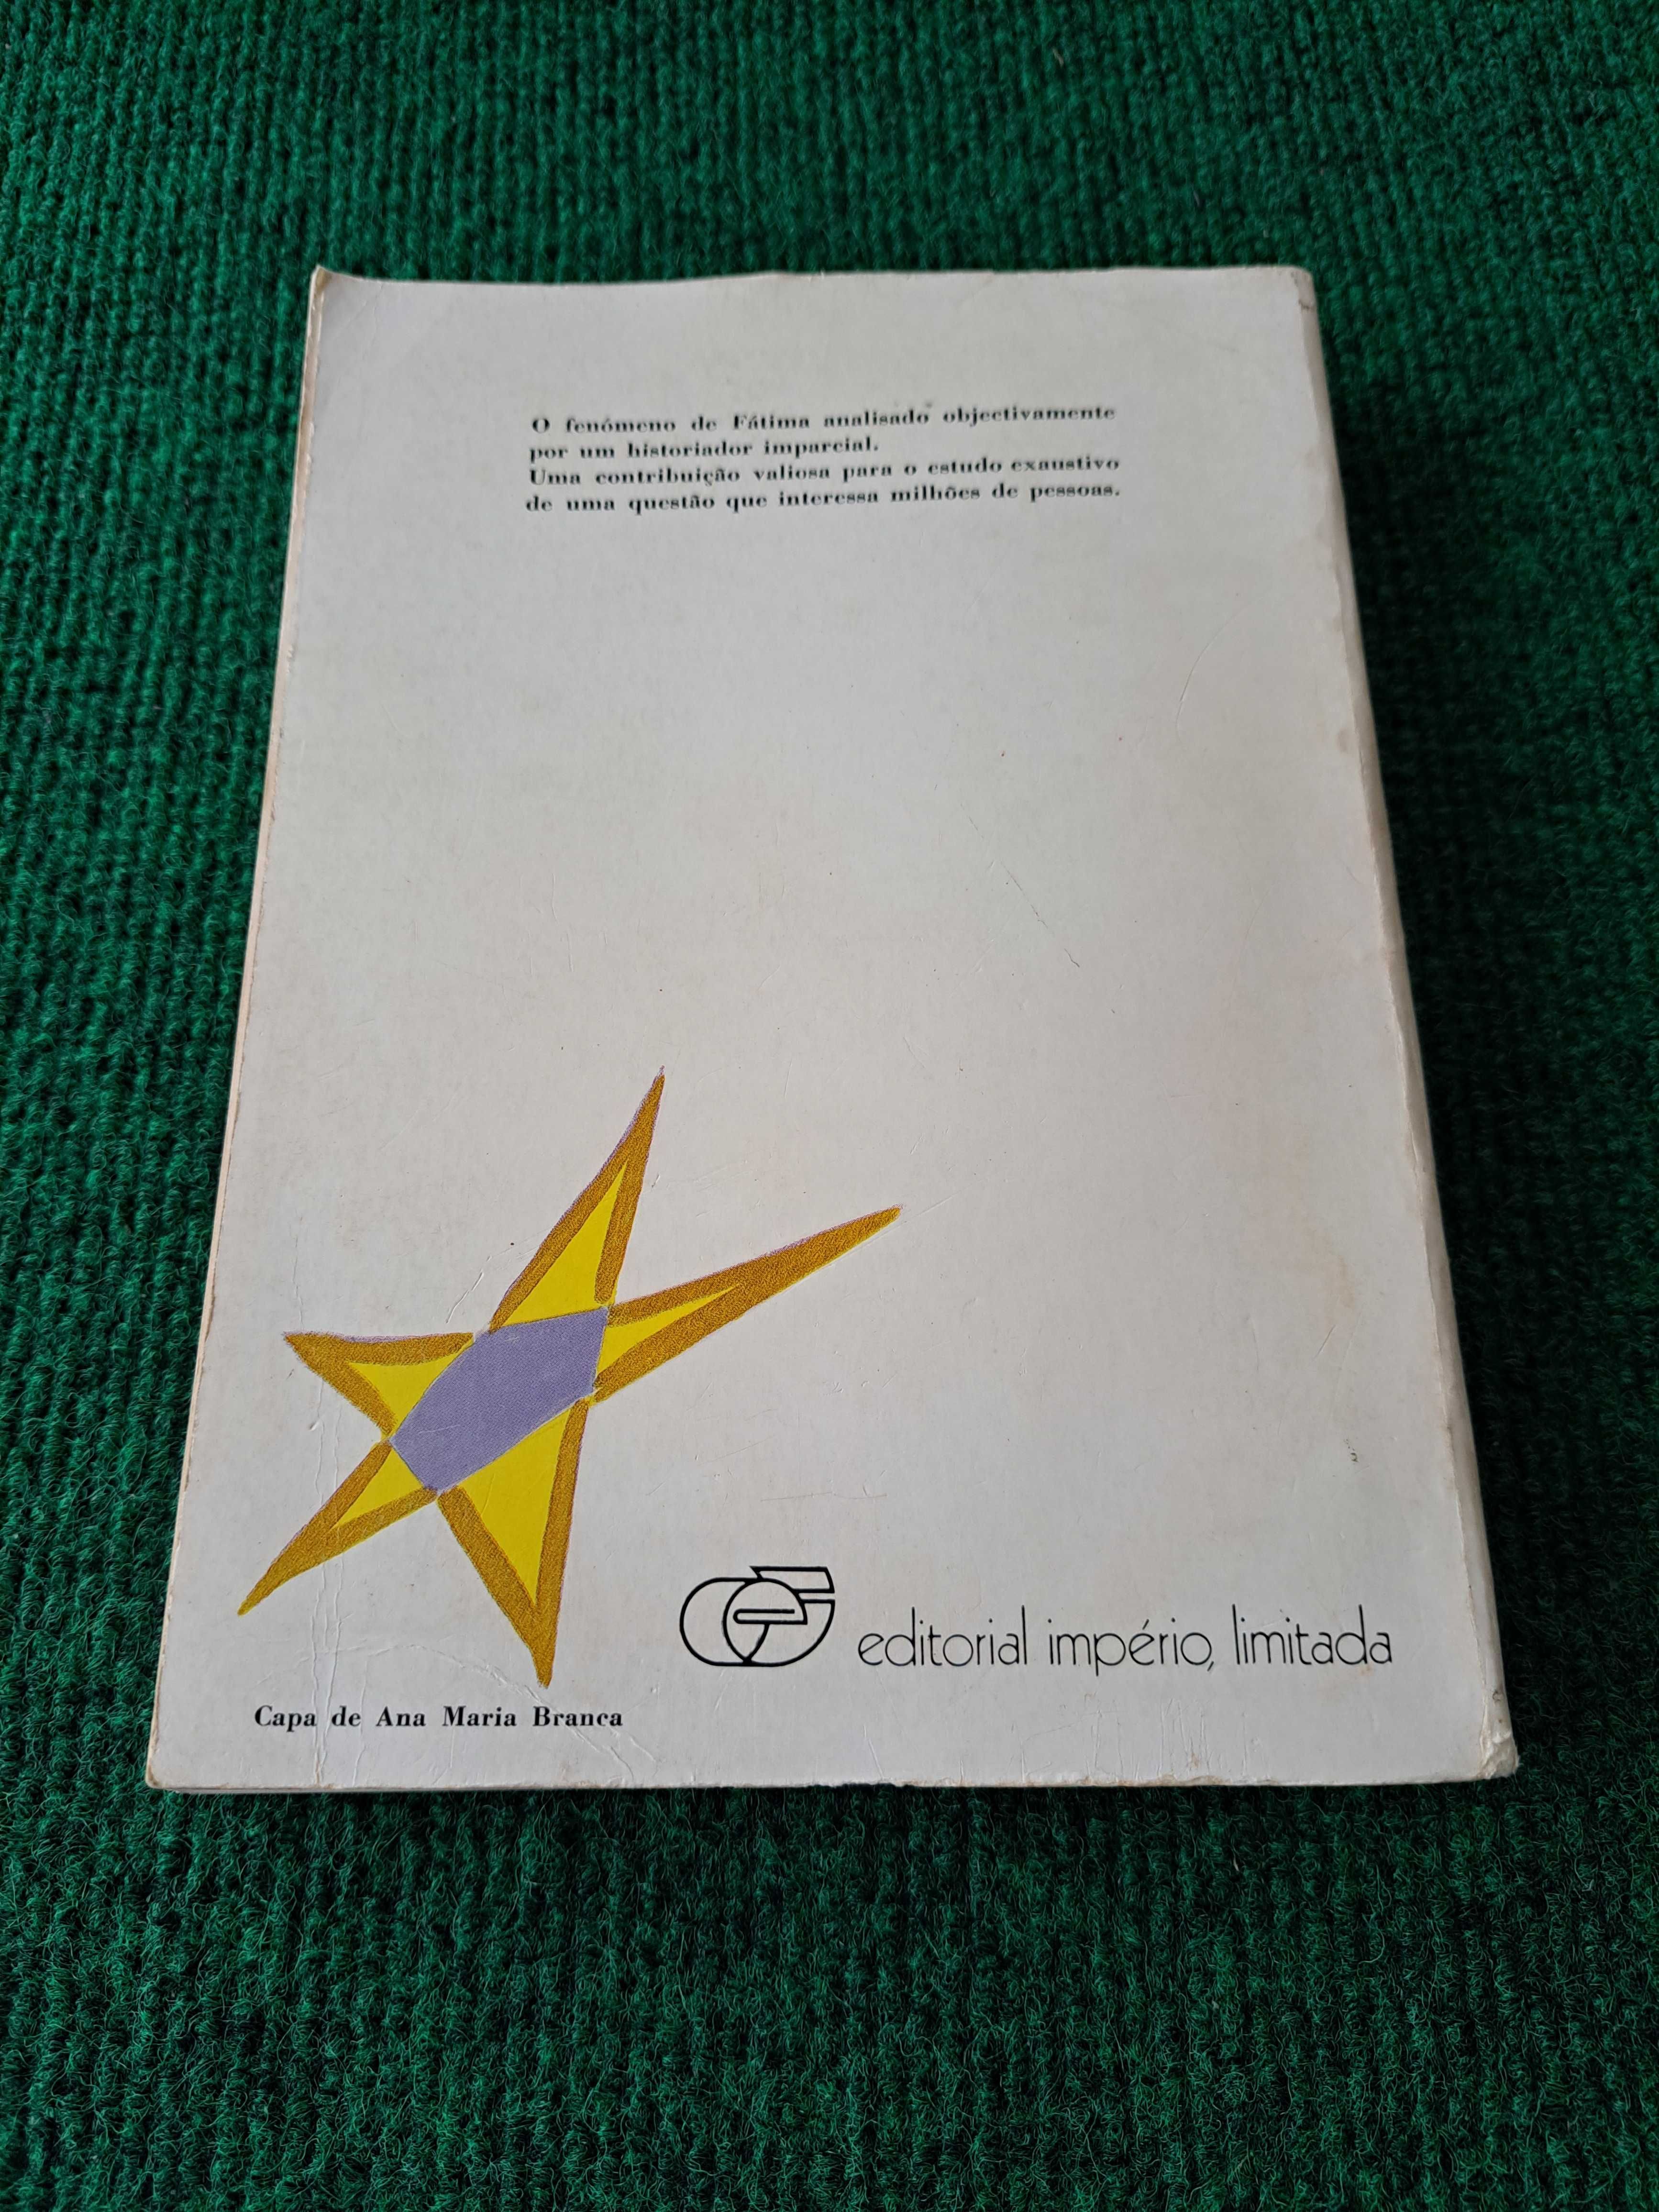 O fenómeno de Fátima analisado objectivamente
por um historiador imparcial.
Uma contribuição valiosa para o estudo exaustivo
de uma questão que interessa milhões de pessoas.
editorial império, limitada
Capa de Ana Maria Branca